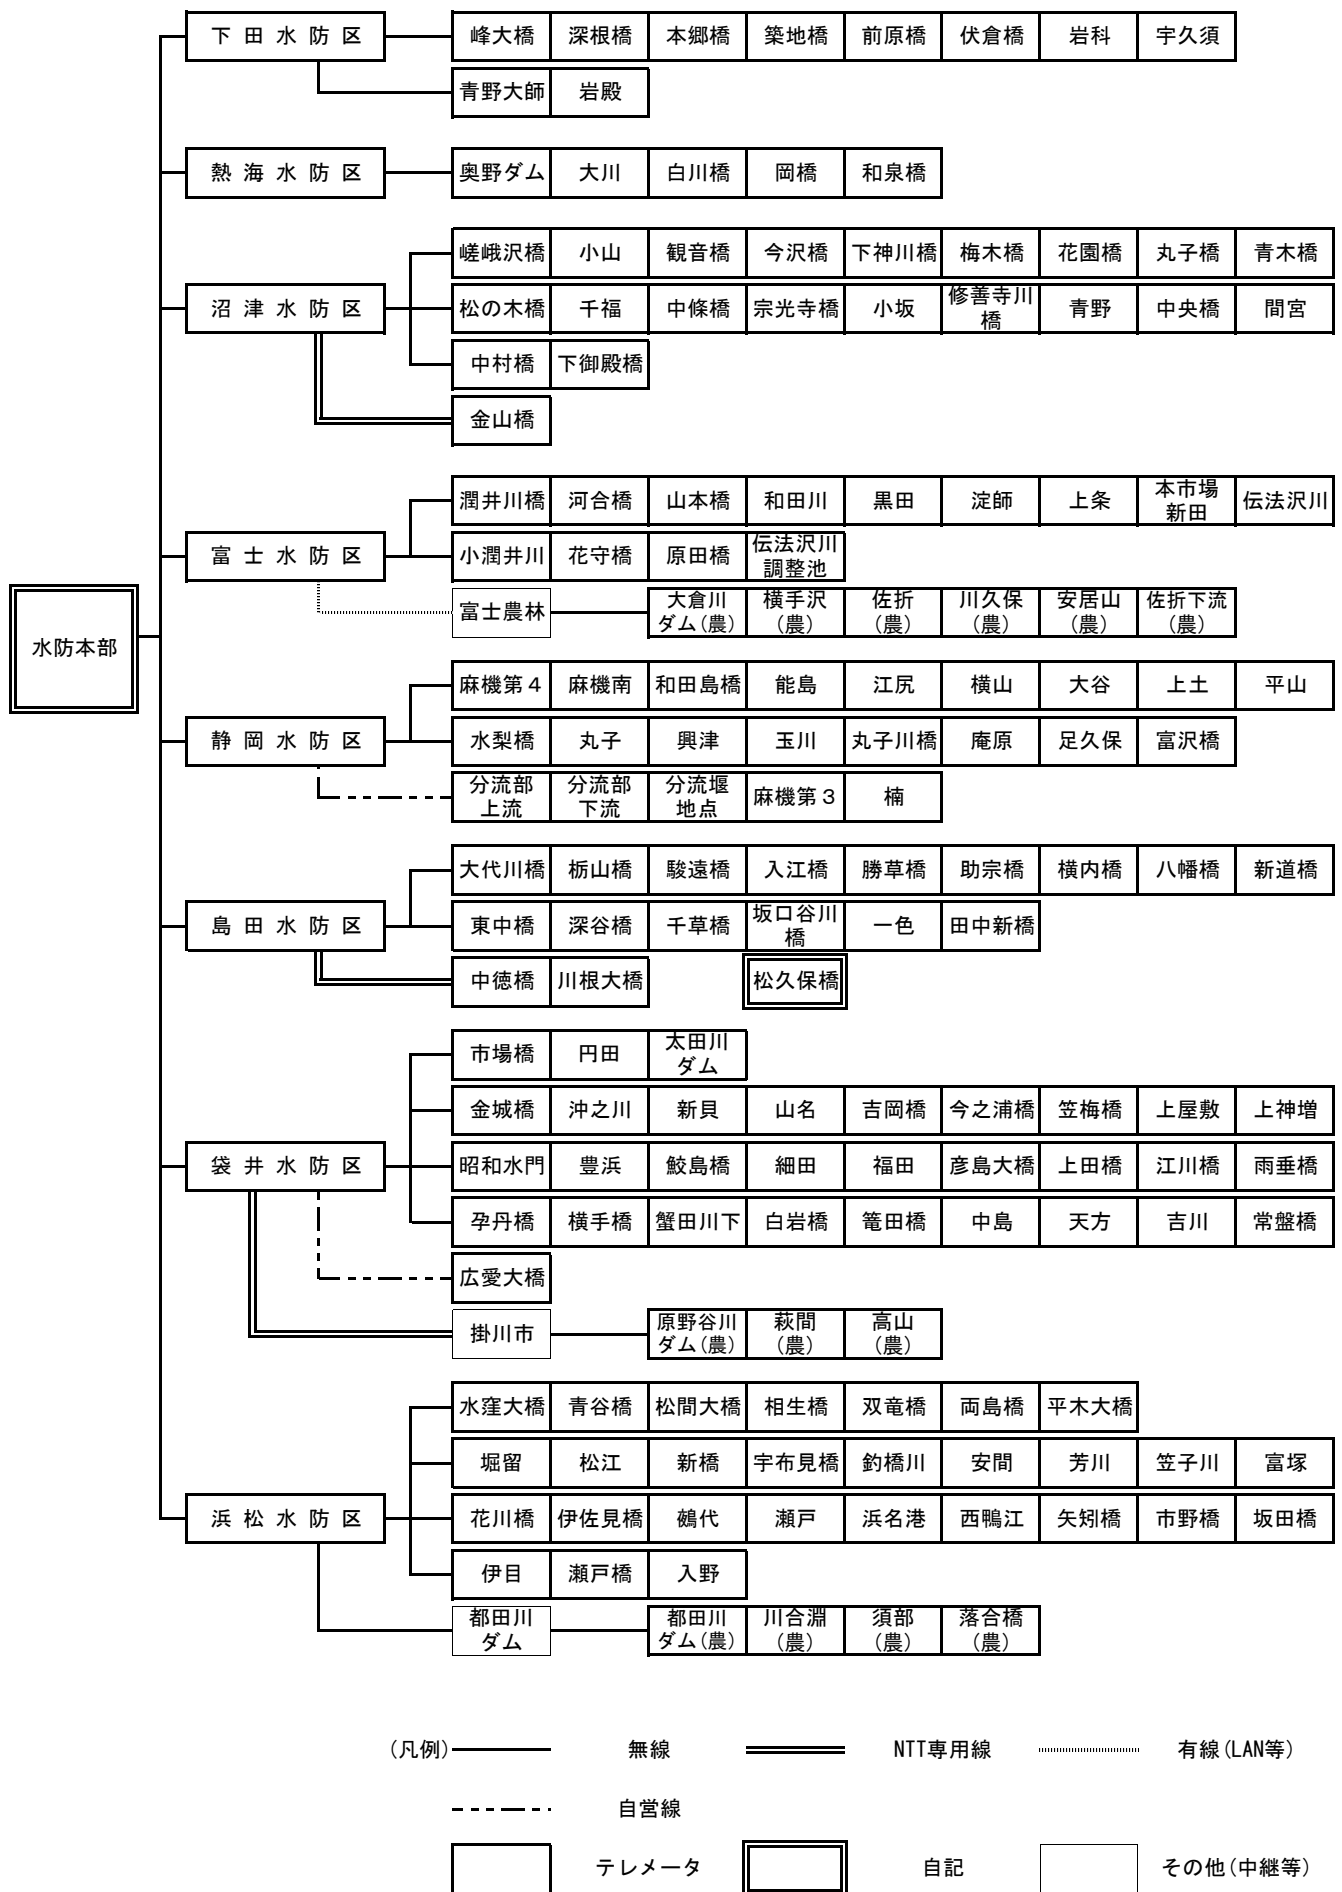 下田水防区
峰大橋 深根橋 本郷橋 築地橋 前原橋 伏倉橋 岩科 宇久須
青野大師 岩殿
熱海水防区
奥野ダム 大川 白川橋 岡橋 和泉橋
沼津水防区
嵯峨沢橋 小山 観音橋 今沢橋 下神川橋 梅木橋 花園橋 丸子橋 青木橋
松の木橋 千福 中條橋 宗光寺橋 小坂 修善寺川橋 青野 中央橋 間宮
中村橋 下御殿橋
金山橋
富士水防区
潤井川橋 河合橋 山本橋 和田川 黒田 淀師 上条 本市場新田 伝法沢川
小潤井川 花守橋 原田橋 伝法沢川調整池
富士農林 大倉川ダム(農) 横手沢(農) 佐折(農) 川久保(農) 安居山(農) 佐折下流(農)
水防本部
静岡水防区
麻機第４ 麻機南 和田島橋 能島 江尻 横山 大谷 上土 平山
水梨橋 丸子 興津 玉川 丸子川橋 庵原 足久保 富沢橋
分流部上流 分流部下流 分流堰地点 麻機第３ 楠
島田水防区
大代川橋 栃山橋 駿遠橋 入江橋 勝草橋 助宗橋 横内橋 八幡橋 新道橋
東中橋 深谷橋 千草橋 坂口谷川橋 一色 田中新橋
中徳橋 川根大橋 松久保橋
袋井水防区
市場橋 円田 太田川ダム
金城橋 沖之川 新貝 山名 吉岡橋 今之浦橋 笠梅橋 上屋敷 上神増
昭和水門 豊浜 鮫島橋 細田 福田 彦島大橋 上田橋 江川橋 雨垂橋
孕丹橋 横手橋 蟹田川下 白岩橋 篭田橋 中島 天方 吉川 常盤橋
広愛大橋
掛川市 原野谷川ダム(農) 萩間(農) 高山(農)
浜松水防区
水窪大橋 青谷橋 松間大橋 相生橋 双竜橋 両島橋 平木大橋
堀留 松江 新橋 宇布見橋 釣橋川 安間 芳川 笠子川 富塚
花川橋 伊佐見橋 鵺代 瀬戸 浜名港 西鴨江 矢矧橋 市野橋 坂田橋
伊目 瀬戸橋 入野
都田川ダム 都田川ダム(農) 川合淵(農) 須部(農) 落合橋(農)
(凡例) 無線 NTT専用線 有線(LAN等)
自営線
テレメータ 自記 その他(中継等)